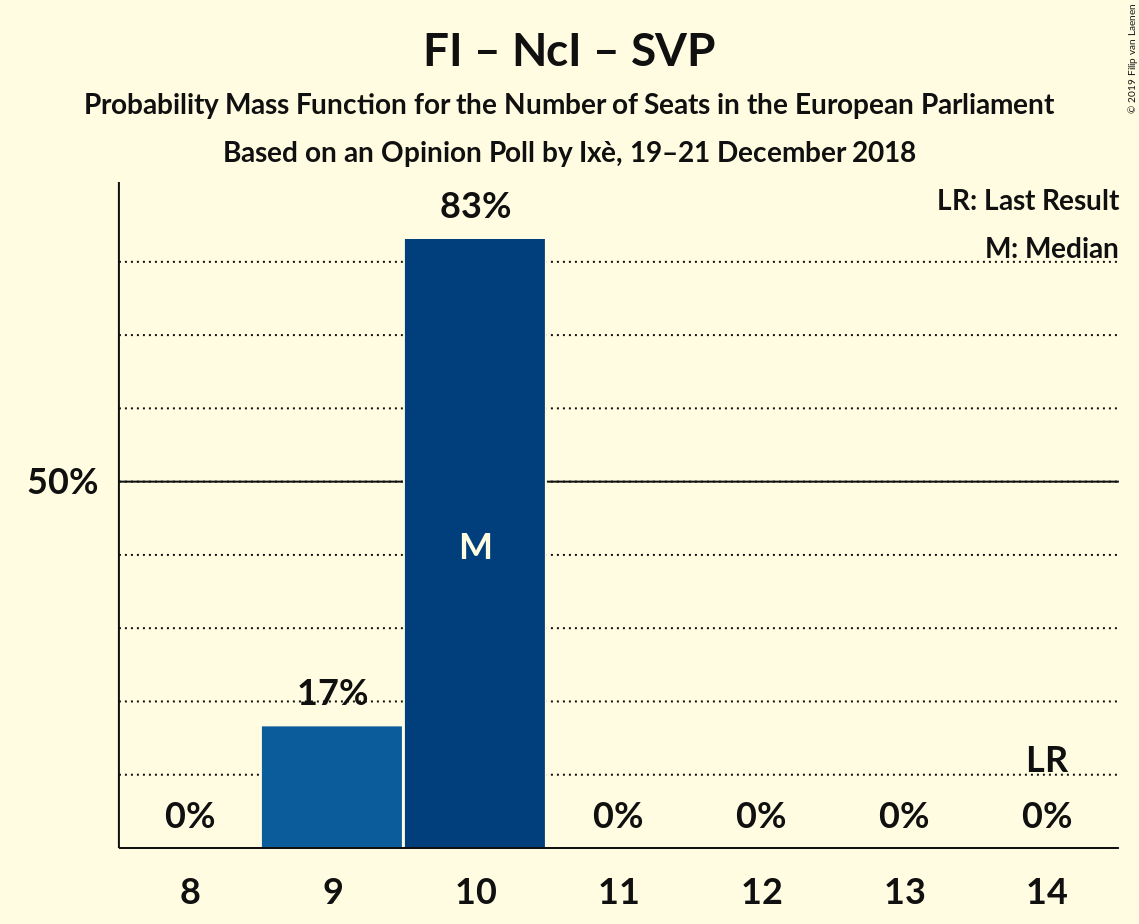 FI – NcI – SVP
Probability Mass Function for the Number of Seats in the European Parliament
Based on an Opinion Poll by Ixè, 19–21 December 2018
© 2019 Filip van Laenen
LR: Last Result
M: Median
83%
50%
M
17%
LR
0%
0%
0%
0%
0%
8
9
10
11
12
13
14